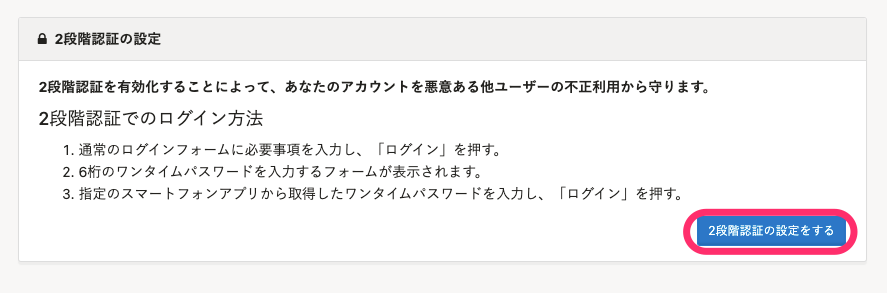 2段階認証の設定
2段階認証を有効化することによって、あなたのアカウントを悪意ある他ユーザーの不正利用から守ります。
2段階認証でのログイン方法
1. 通常のログインフォームに必要事項を入力し、「ログイン」を押す。
2. 6桁のワンタイムパスワードを入力するフォームが表示されます。
3. 指定のスマートフォンアプリから取得したワンタイムパスワードを入力し、「ログイン」を押す。
2段階認証の設定をする